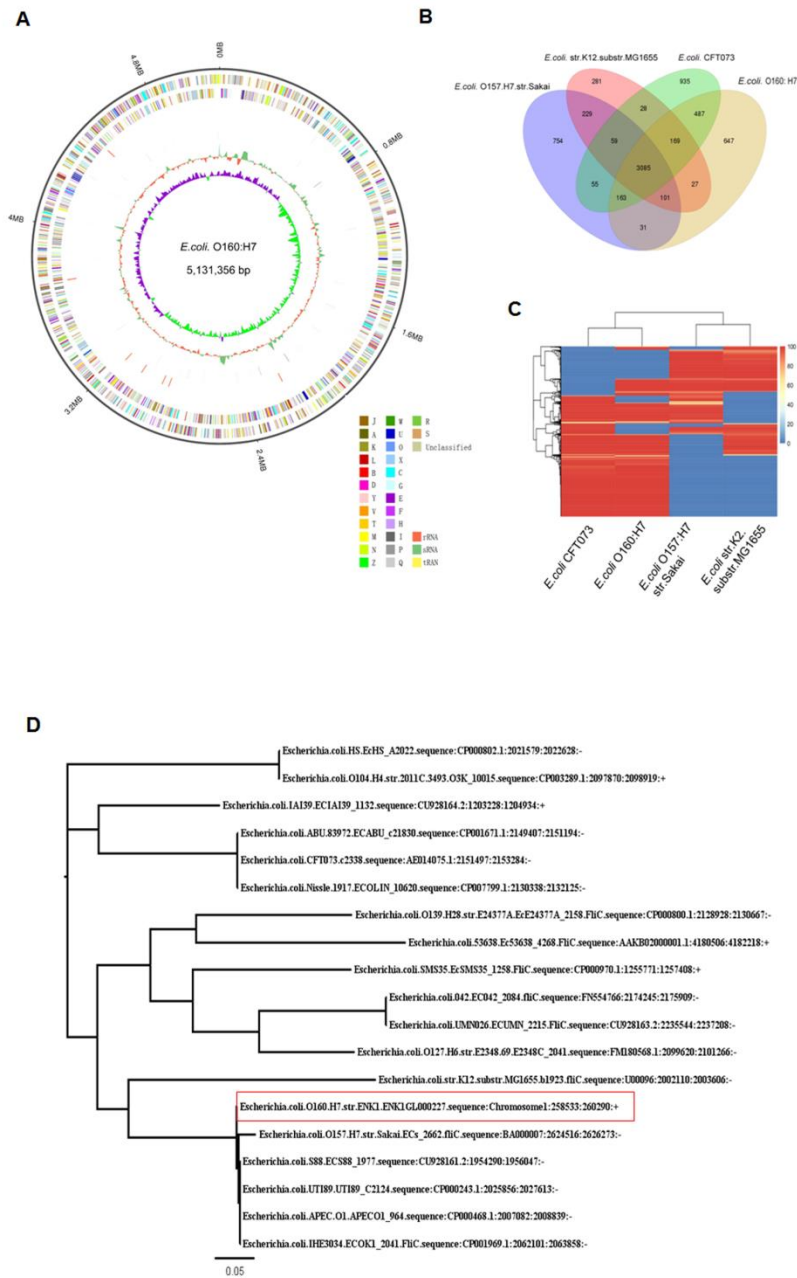 A
0MB
0.8MB
1.6MB
2.4MB
3.2MB
4MB
4.8MB
E.coli. O160:H7
5,131,356 bp
J W R
A U S
K O Unclassified
L X
B C
D G
Y E
V F
T H
M I rRNA
N P sRNA
Z Q tRAN
B
E.coli. str.K12.substr.MG1655
E.coli. CFT073
E.coli. O157.H7.str.Sakai
E.coli. O160: H7
281
935
229
28
487
754
59
169
647
3085
55
27
163
101
31
C
100
80
60
40
20
0
E.coli CFT073
E.coli O160:H7
E.coli O157:H7
str.Sakai
E.coli str.K2.
substr.MG1655
D
Escherichia.coli.HS.EcHS_A2022.sequence:CP000802.1:2021579:2022628:-
Escherichia.coli.O104.H4.str.2011C.3493.O3K_10015.sequence:CP003289.1:2097870:2098919:+
Escherichia.coli.IAI39.ECIAI39_1132.sequence:CU928164.2:1203228:1204934:+
Escherichia.coli.ABU.83972.ECABU_c21830.sequence:CP001671.1:2149407:2151194:-
Escherichia.coli.CFT073.c2338.sequence:AE014075.1:2151497:2153284:-
Escherichia.coli.Nissle.1917.ECOLIN_10620.sequence:CP007799.1:2130338:2132125:-
Escherichia.coli.O139.H28.str.E24377A.EcE24377A_2158.FliC.sequence:CP000800.1:2128928:2130667:-
Escherichia.coli.53638.Ec53638_4268.FliC.sequence:AAKB02000001.1:4180506:4182218:+
Escherichia.coli.SMS35.EcSMS35_1258.FliC.sequence:CP000970.1:1255771:1257408:+
Escherichia.coli.042.EC042_2084.fliC.sequence:FN554766:2174245:2175909:-
Escherichia.coli.UMN026.ECUMN_2215.FliC.sequence:CU928163.2:2235544:2237208:-
Escherichia.coli.O127.H6.str.E2348.69.E2348C_2041.sequence:FM180568.1:2099620:2101266:-
Escherichia.coli.str.K12.substr.MG1655.b1923.fliC.sequence:U00096:2002110:2003606:-
Escherichia.coli.O160.H7.str.ENK1.ENK1GL000227.sequence:Chromosome1:258533:260290:+
Escherichia.coli.O157.H7.str.Sakai.ECs_2662.fliC.sequence:BA000007:2624516:2626273:-
Escherichia.coli.S88.ECS88_1977.sequence:CU928161.2:1954290:1956047:-
Escherichia.coli.UTI89.UTI89_C2124.sequence:CP000243.1:2025856:2027613:-
Escherichia.coli.APEC.O1.APECO1_964.sequence:CP000468.1:2007082:2008839:-
Escherichia.coli.IHE3034.ECOK1_2041.FliC.sequence:CP001969.1:2062101:2063858:-
0.05